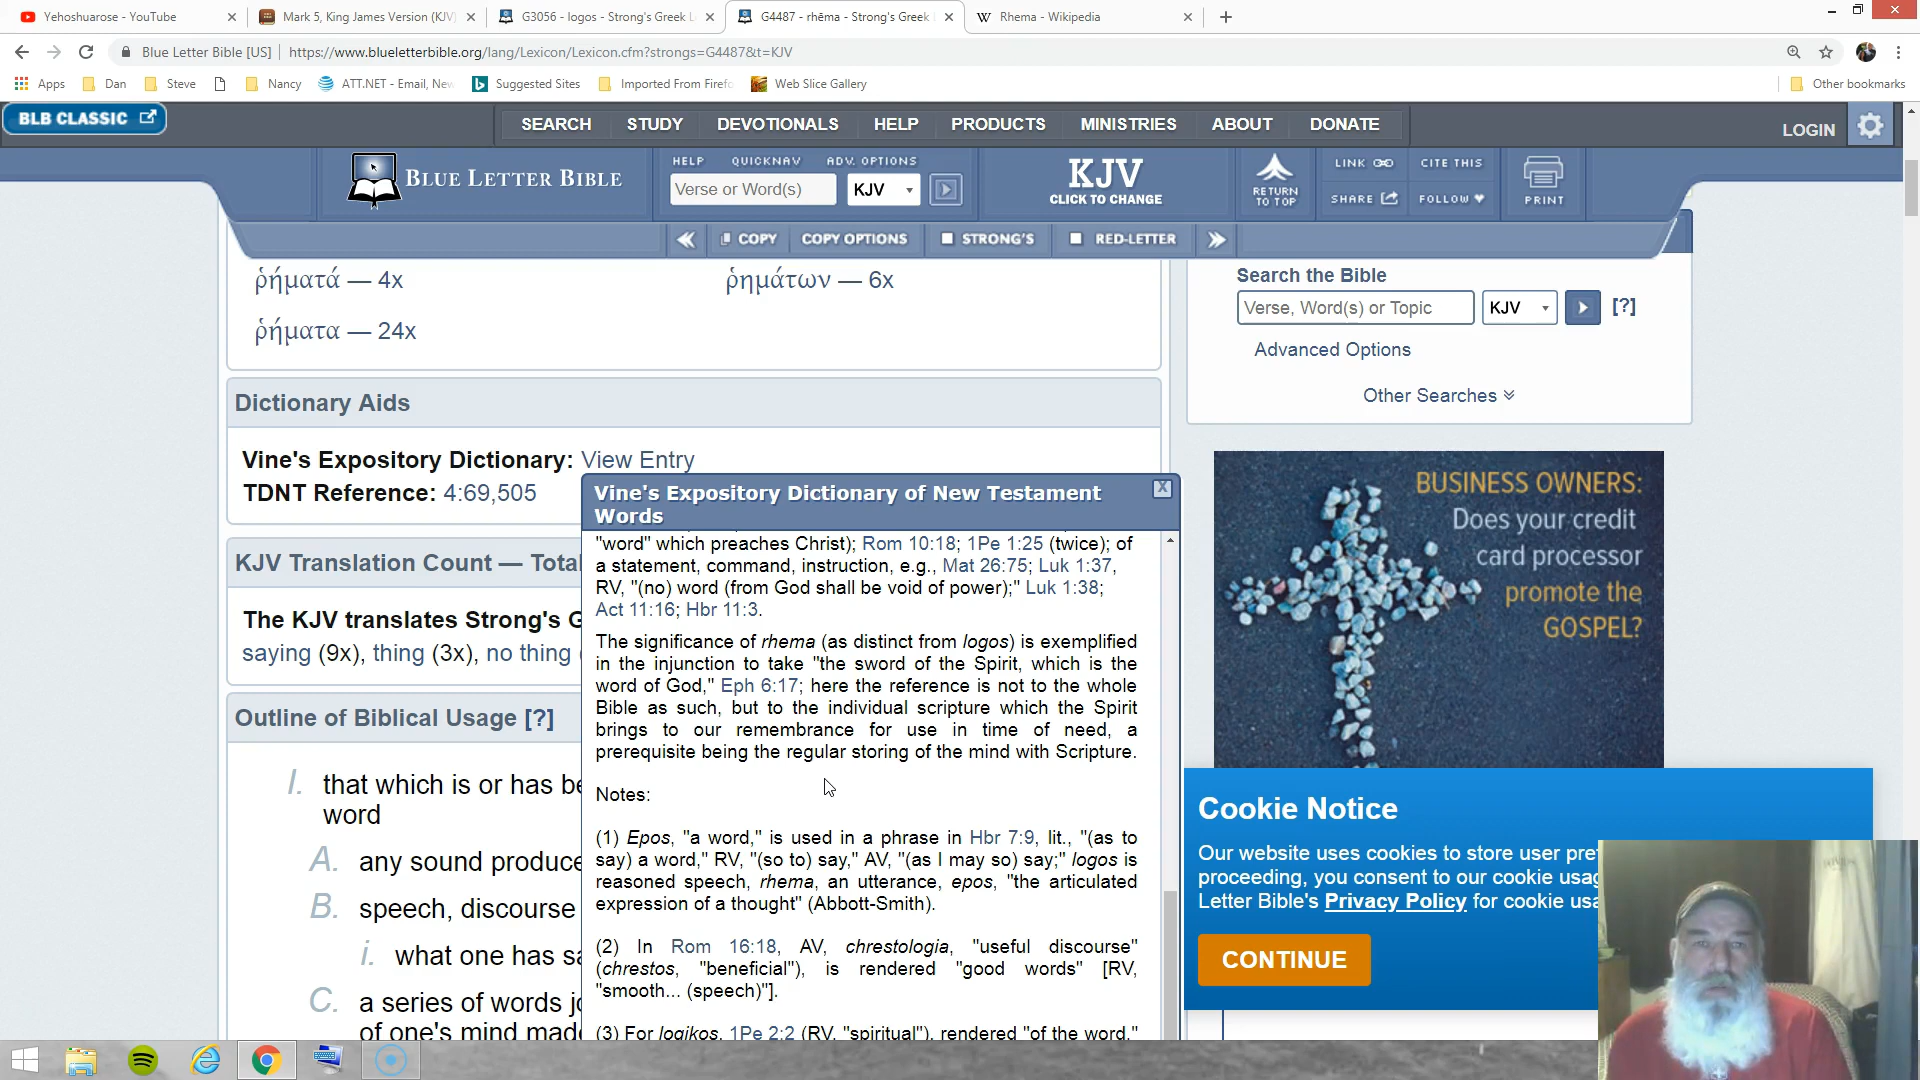 Yehoshuarose - YouTube
Mark 5, King James Version (KJV)
G3056 - logos - Strong's Greek L
G4487 - rhēma - Strong's Greek
W Rhema - Wikipedia
Blue Letter Bible [US] | https://www.blueletterbible.org/lang/Lexicon/Lexicon.cfm?strongs=G4487&t=KJV
Apps Dan Steve Nancy ATT.NET - Email, New Suggested Sites Imported From Firefo Web Slice Gallery Other bookmarks
BLB CLASSIC
SEARCH STUDY DEVOTIONALS HELP PRODUCTS MINISTRIES ABOUT DONATE
LOGIN
BLUE LETTER BIBLE
HELP QUICKNAV ADV. OPTIONS
Verse or Word(s) KJV
KJV
CLICK TO CHANGE
RETURN
TO TOP
LINK CITE THIS
SHARE FOLLOW
PRINT
COPY COPY OPTIONS STRONG'S RED-LETTER
ῥήματά — 4x
ῥημάτων — 6x
ῥήματα — 24x
Search the Bible
Verse, Word(s) or Topic KJV [?]
Advanced Options
Other Searches
Dictionary Aids
Vine's Expository Dictionary: View Entry
TDNT Reference: 4:69,505
KJV Translation Count — Total
The KJV translates Strong's G
saying (9x), thing (3x), no thing (
Outline of Biblical Usage [?]
I. that which is or has be
word
A. any sound produce
B. speech, discourse
i. what one has sa
C. a series of words jo
of one's mind made
Vine's Expository Dictionary of New Testament
Words
X
"word" which preaches Christ); Rom 10:18; 1Pe 1:25 (twice); of
a statement, command, instruction, e.g., Mat 26:75; Luk 1:37,
RV, "(no) word (from God shall be void of power);" Luk 1:38;
Act 11:16; Hbr 11:3.
The significance of rhema (as distinct from logos) is exemplified
in the injunction to take "the sword of the Spirit, which is the
word of God," Eph 6:17; here the reference is not to the whole
Bible as such, but to the individual scripture which the Spirit
brings to our remembrance for use in time of need, a
prerequisite being the regular storing of the mind with Scripture.
Notes:
(1) Epos, "a word," is used in a phrase in Hbr 7:9, lit., "(as to
say) a word," RV, "(so to) say," AV, "(as I may so) say;" logos is
reasoned speech, rhema, an utterance, epos, "the articulated
expression of a thought" (Abbott-Smith).
(2) In Rom 16:18, AV, chrestologia, "useful discourse"
(chrestos, "beneficial"), is rendered "good words" [RV,
"smooth... (speech)"].
(3) For logikos, 1Pe 2:2 (RV, "spiritual"), rendered "of the word,"
BUSINESS OWNERS:
Does your credit
card processor
promote the
GOSPEL?
Cookie Notice
Our website uses cookies to store user pre
proceeding, you consent to our cookie usag
Letter Bible's Privacy Policy for cookie usa
CONTINUE